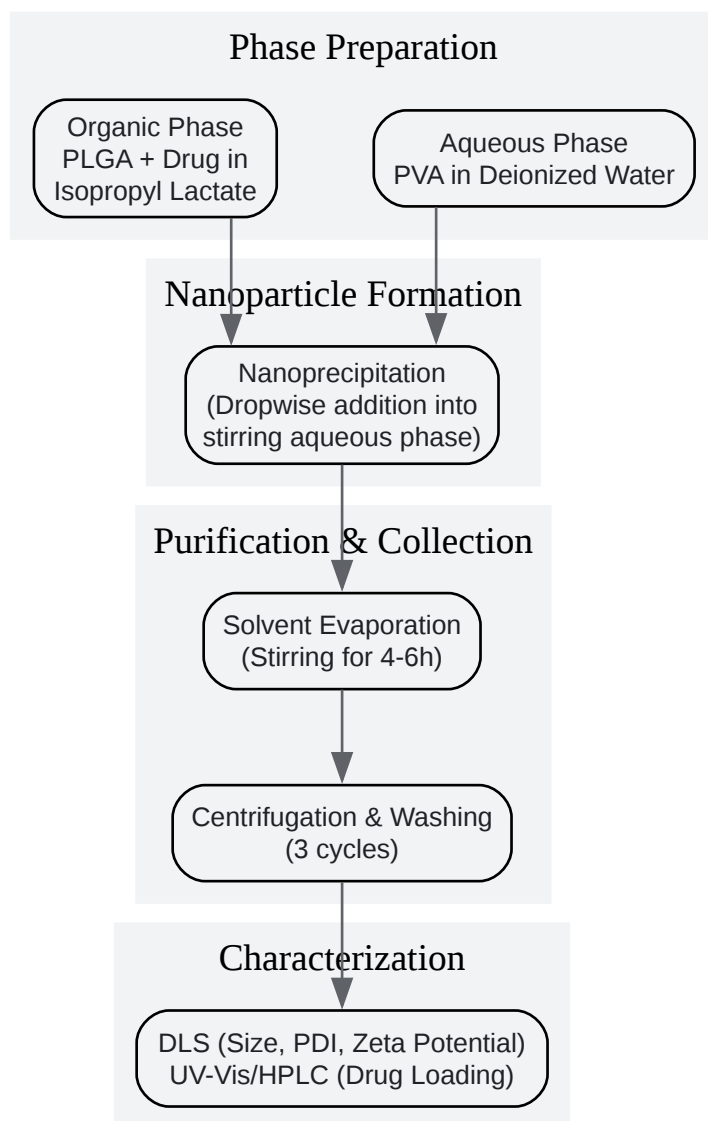 Phase Preparation
Organic Phase
PLGA + Drug in
Isopropyl Lactate
Aqueous Phase
PVA in Deionized Water
Nanoparticle Formation
Nanoprecipitation
(Dropwise addition into
stirring aqueous phase)
Purification & Collection
Solvent Evaporation
(Stirring for 4-6h)
Centrifugation & Washing
(3 cycles)
Characterization
DLS (Size, PDI, Zeta Potential)
UV-Vis/HPLC (Drug Loading)